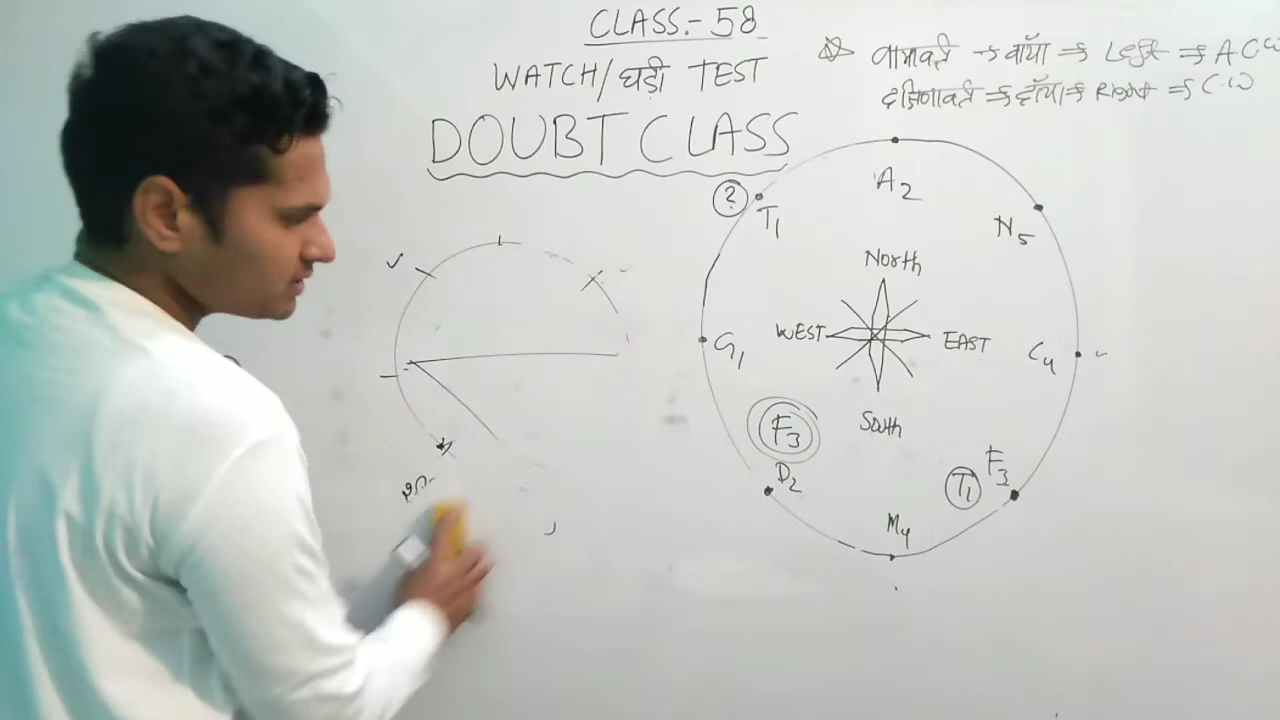 CLASS:- 58
WATCH/घड़ी TEST
DOUBT CLASS
वामावर्त → बाँया ⇒ Left ⇒ ACW
दक्षिणावर्त ⇒ दाँया ⇒ Right ⇒ C.W
A2
? T1
N5
North
WEST
EAST
G1
C4
South
F3
D2
T1
F3
M4